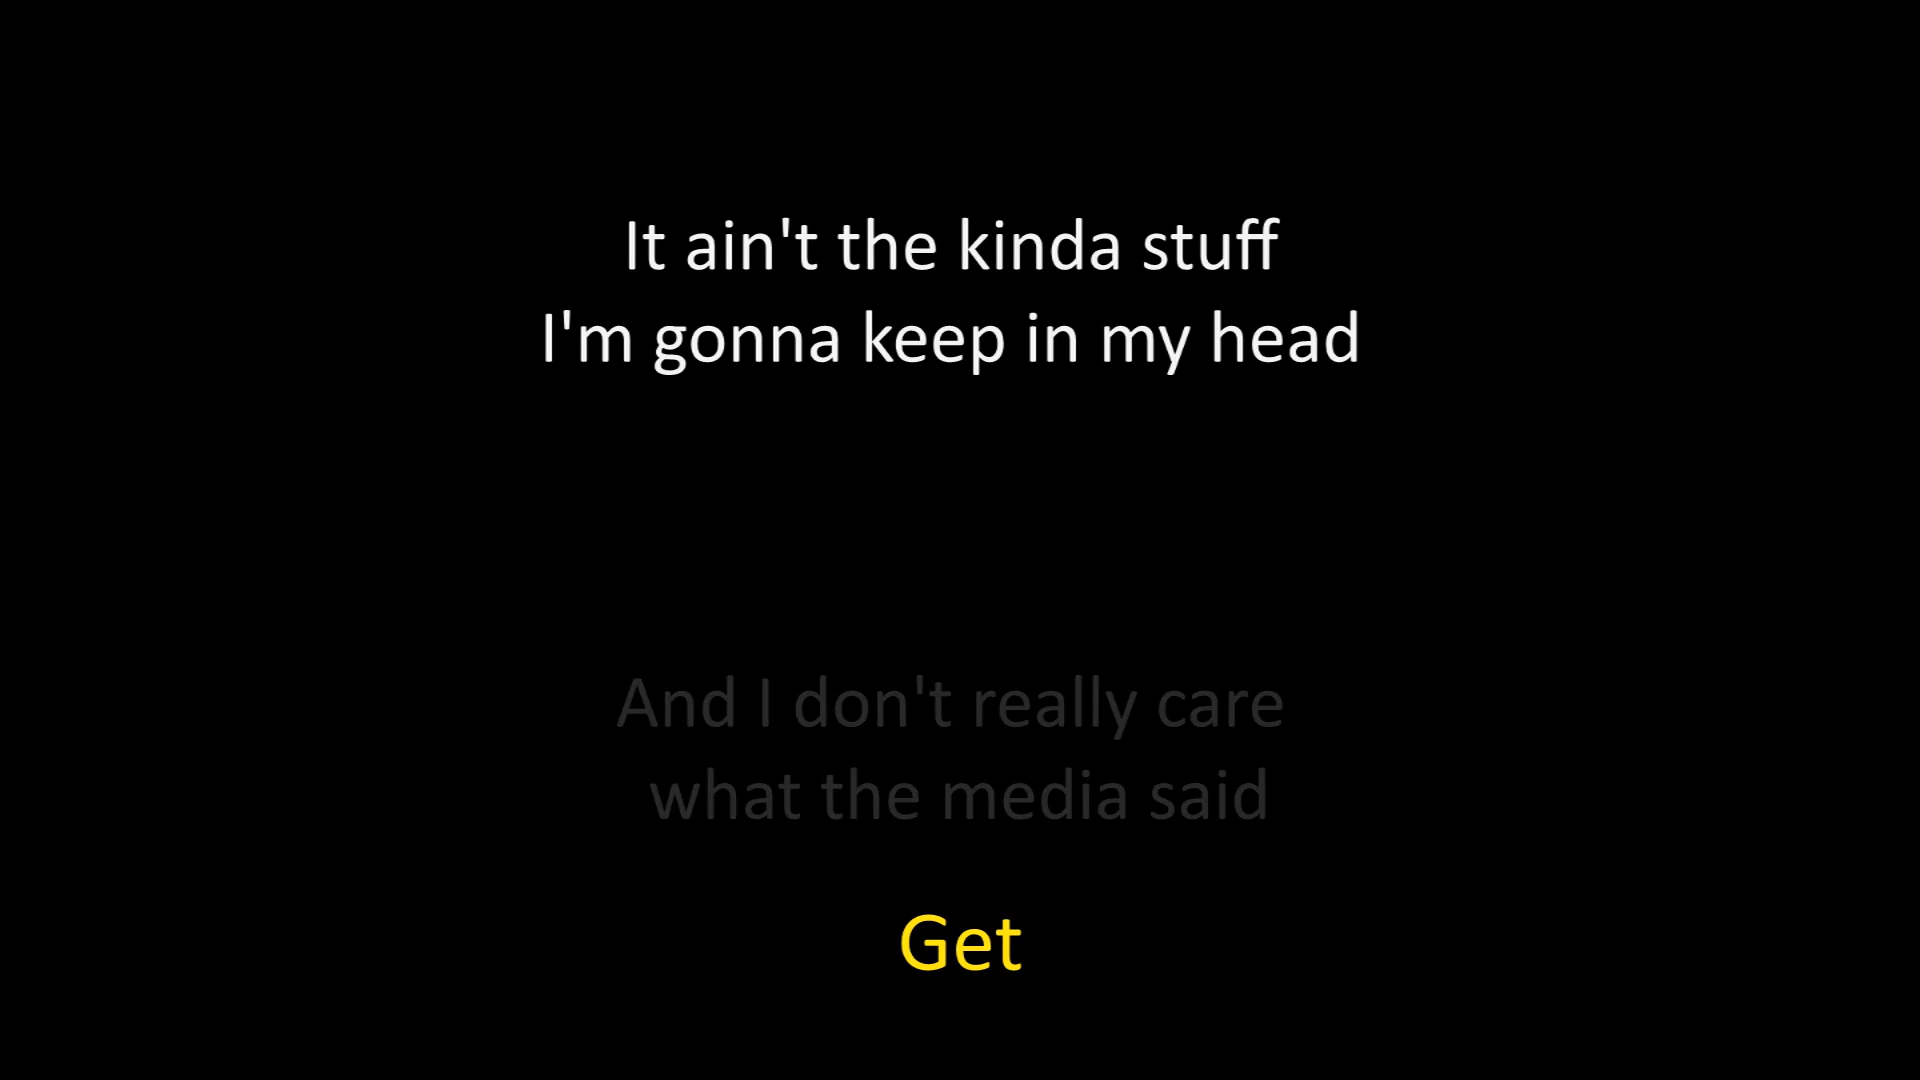 It ain't the kinda stuff
I'm gonna keep in my head
And I don't really care
what the media said
Get